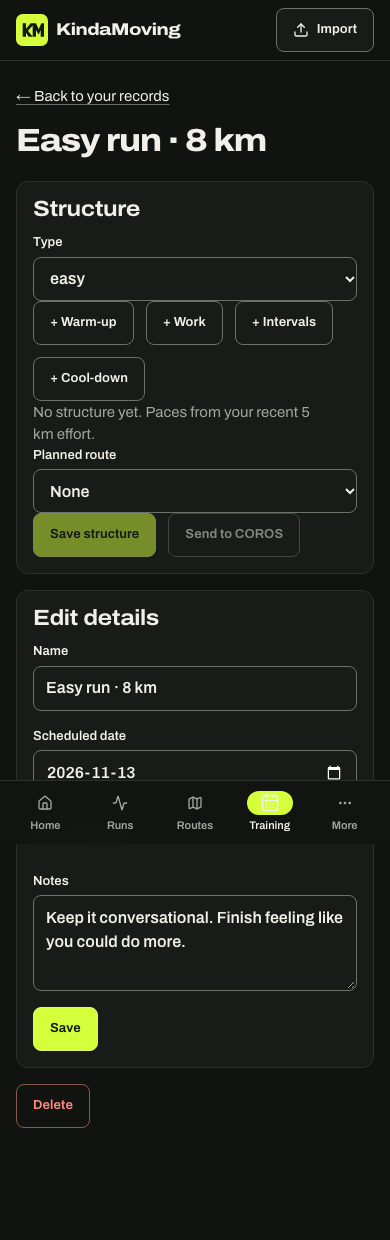 KM KindaMoving
Import
← Back to your records
Easy run · 8 km
Structure
Type
easy
+ Warm-up
+ Work
+ Intervals
+ Cool-down
No structure yet. Paces from your recent 5
km effort.
Planned route
None
Save structure
Send to COROS
Edit details
Name
Easy run · 8 km
Scheduled date
2026-11-13
Home
Runs
Routes
Training
More
Notes
Keep it conversational. Finish feeling like
you could do more.
Save
Delete